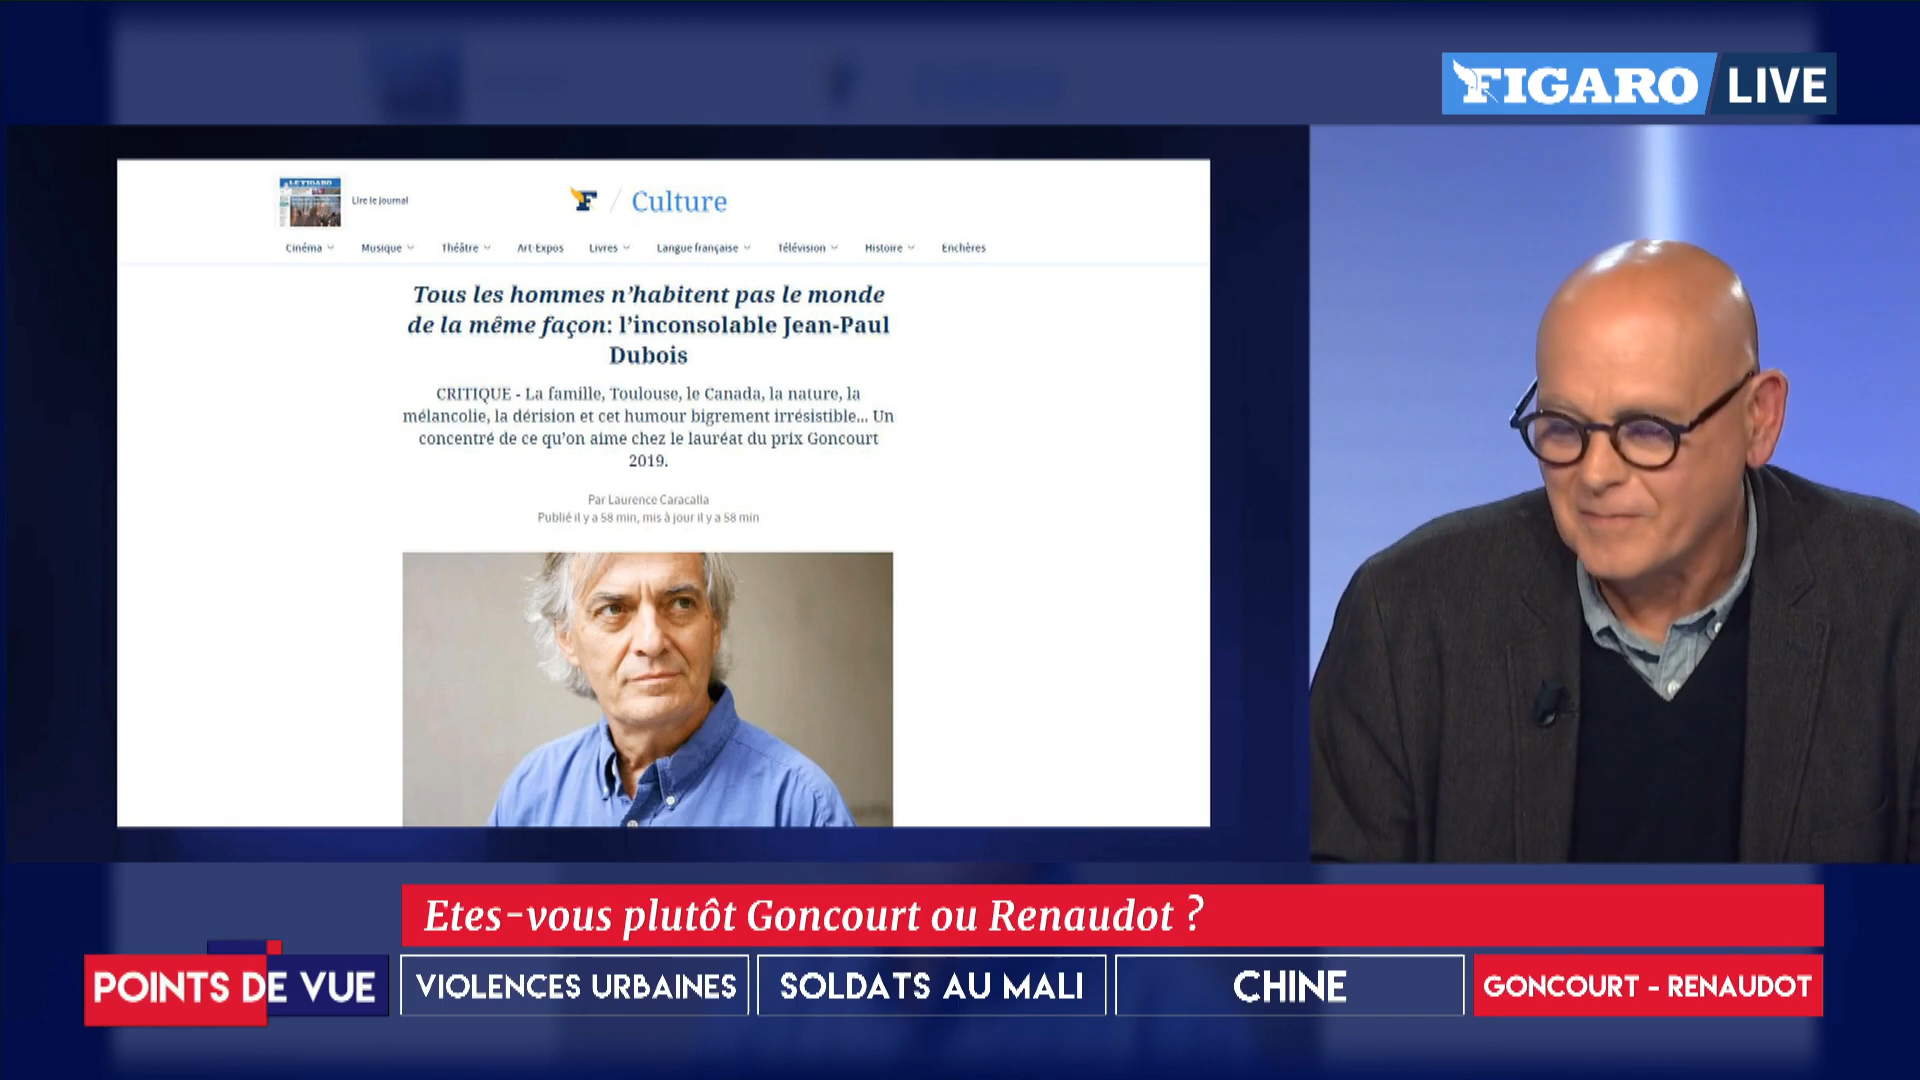 FIGARO LIVE
LE FIGARO
Lire le journal
F / Culture
Cinéma Musique Théâtre Art-Expos Livres Langue française Télévision Histoire Enchères
Tous les hommes n’habitent pas le monde
de la même façon: l’inconsolable Jean-Paul
Dubois
CRITIQUE - La famille, Toulouse, le Canada, la nature, la
mélancolie, la dérision et cet humour bigrement irrésistible... Un
concentré de ce qu’on aime chez le lauréat du prix Goncourt
2019.
Par Laurence Caracalla
Publié il y a 58 min, mis à jour il y a 58 min
Etes-vous plutôt Goncourt ou Renaudot ?
POINTS DE VUE
VIOLENCES URBAINES
SOLDATS AU MALI
CHINE
GONCOURT - RENAUDOT